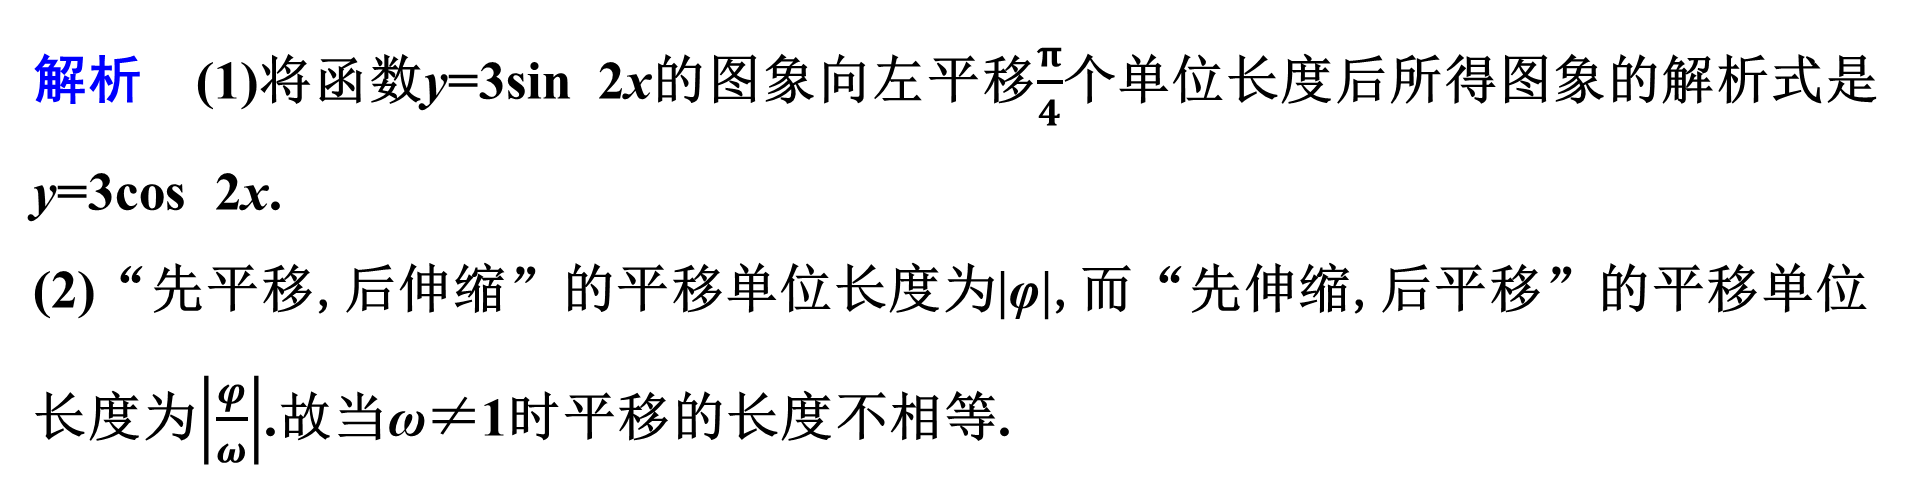 解析 (1)将函数y=3sin 2x的图象向左平移π/4个单位长度后所得图象的解析式是
y=3cos 2x.
(2)“先平移,后伸缩”的平移单位长度为|φ|,而“先伸缩,后平移”的平移单位
长度为|φ/ω|.故当ω≠1时平移的长度不相等.